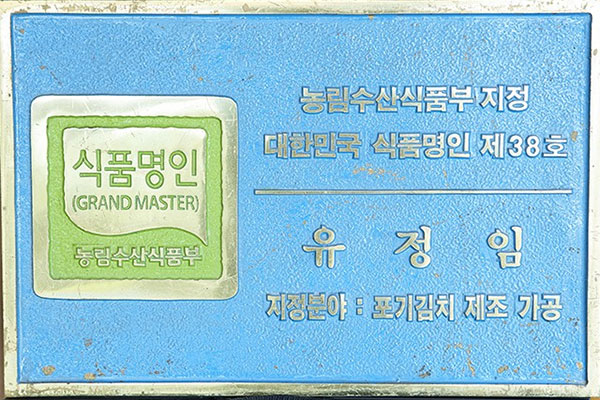 식품명인
(GRAND MASTER)
농림수산식품부
농림수산식품부 지정
대한민국 식품명인 제38호
유 정 임
지정분야 : 포기김치 제조 가공